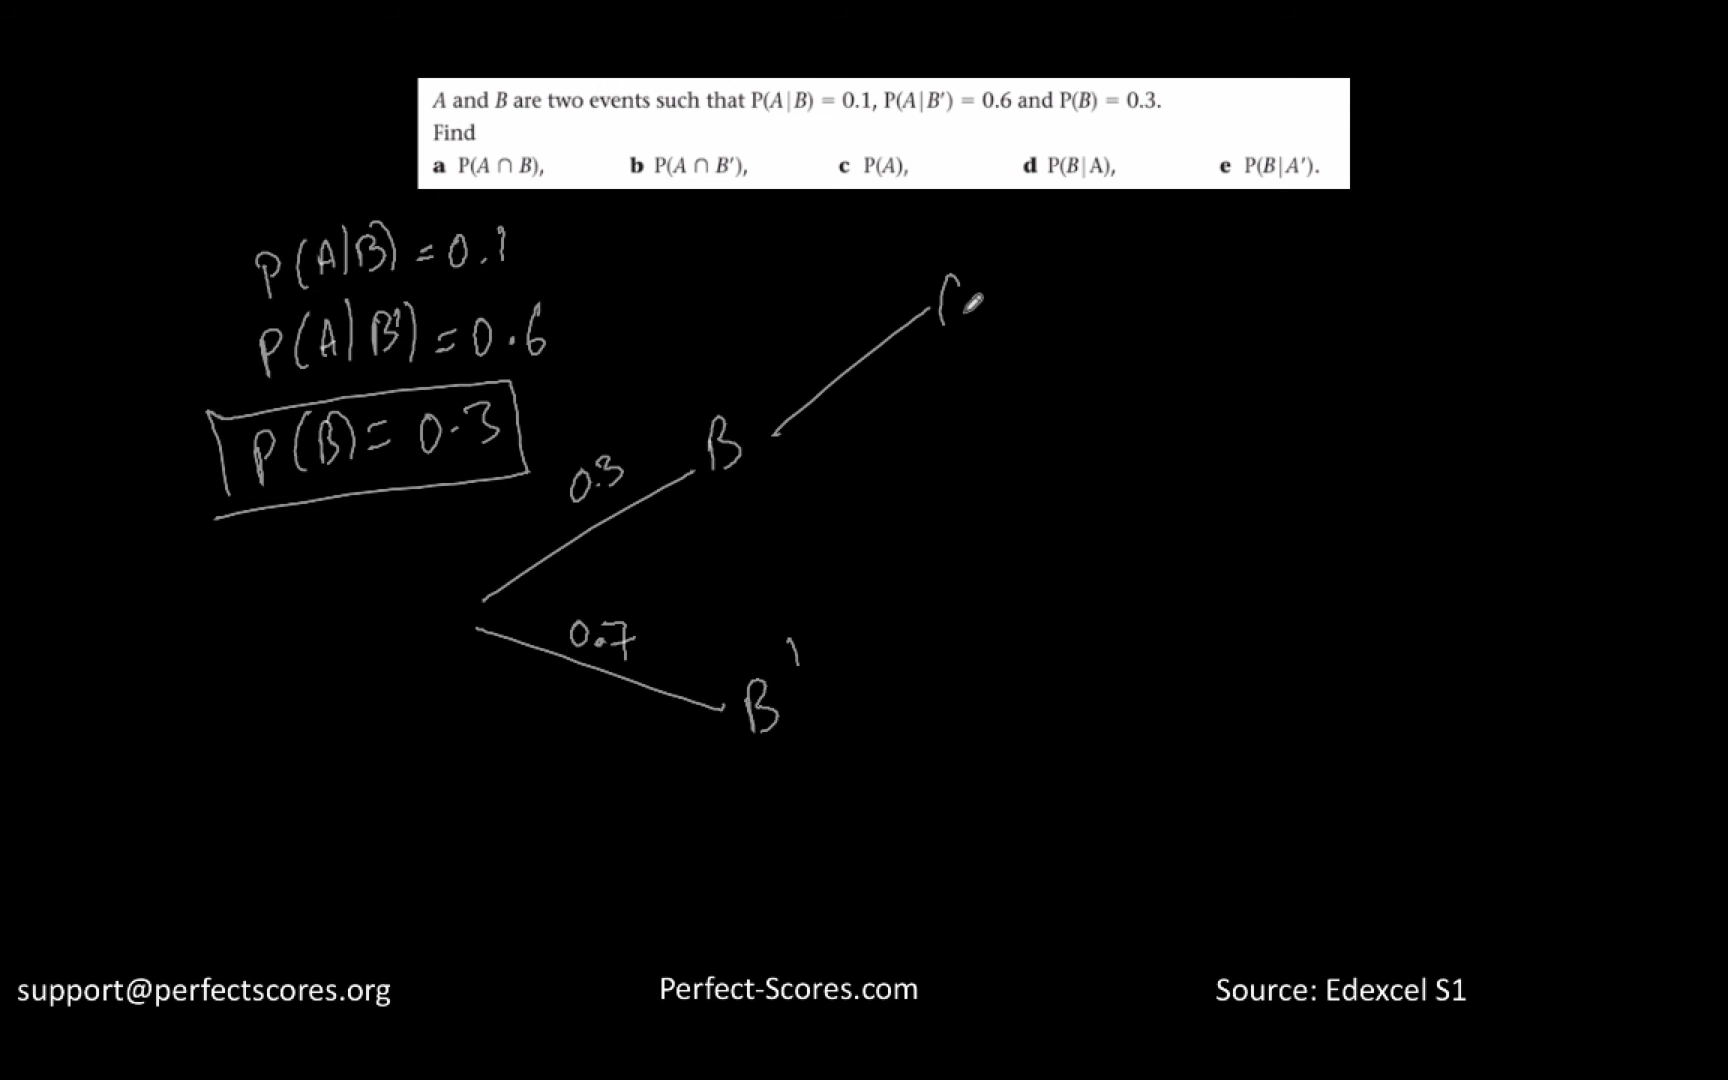 A and B are two events such that P(A|B) = 0.1, P(A|B′) = 0.6 and P(B) = 0.3.
Find
a P(A ∩ B), b P(A ∩ B′), c P(A), d P(B|A), e P(B|A′).
P(A|B) = 0.1
P(A|B') = 0.6
P(B) = 0.3
0.3
B
0.7
B'
support@perfectscores.org Perfect-Scores.com Source: Edexcel S1